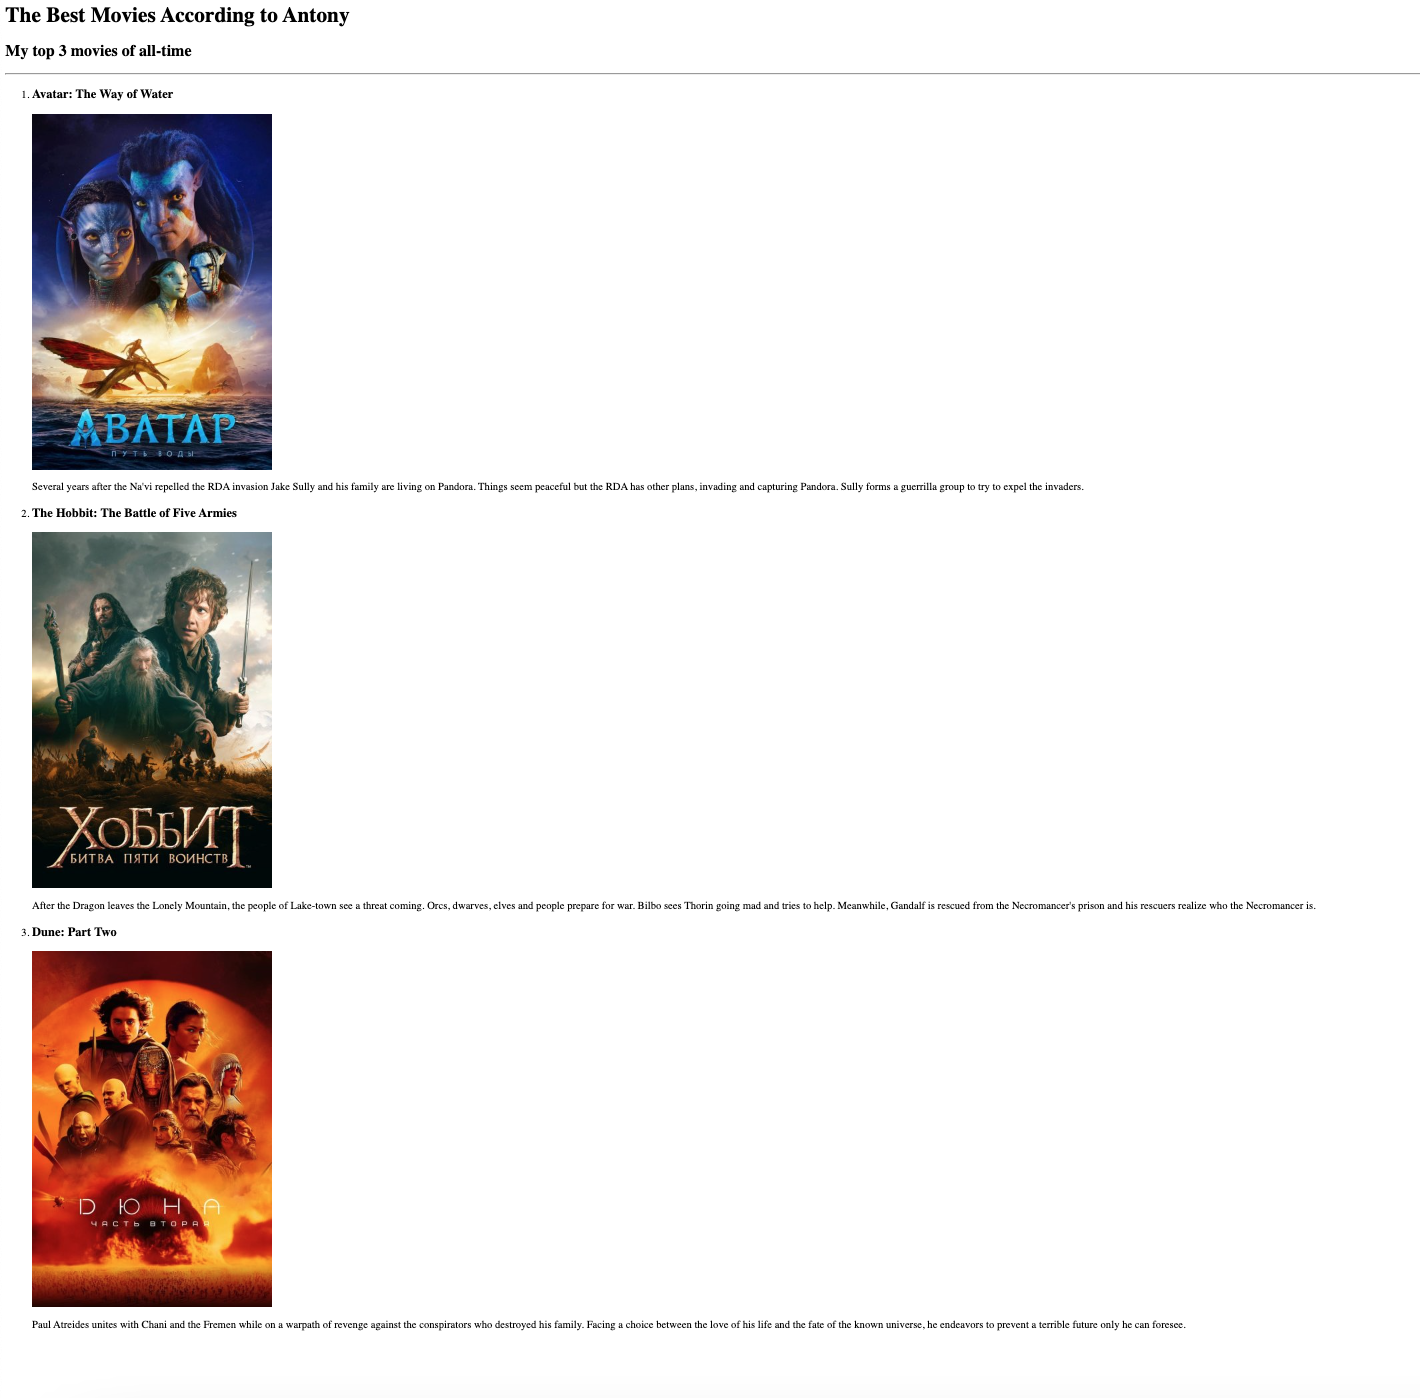 The Best Movies According to Antony
My top 3 movies of all-time
1. Avatar: The Way of Water
АВАТАР
ПУТЬ ВОДЫ
Several years after the Na'vi repelled the RDA invasion Jake Sully and his family are living on Pandora. Things seem peaceful but the RDA has other plans, invading and capturing Pandora. Sully forms a guerrilla group to try to expel the invaders.
2. The Hobbit: The Battle of Five Armies
ХОББИТ
БИТВА ПЯТИ ВОИНСТВ
After the Dragon leaves the Lonely Mountain, the people of Lake-town see a threat coming. Orcs, dwarves, elves and people prepare for war. Bilbo sees Thorin going mad and tries to help. Meanwhile, Gandalf is rescued from the Necromancer's prison and his rescuers realize who the Necromancer is.
3. Dune: Part Two
ДЮНА
ЧАСТЬ ВТОРАЯ
Paul Atreides unites with Chani and the Fremen while on a warpath of revenge against the conspirators who destroyed his family. Facing a choice between the love of his life and the fate of the known universe, he endeavors to prevent a terrible future only he can foresee.